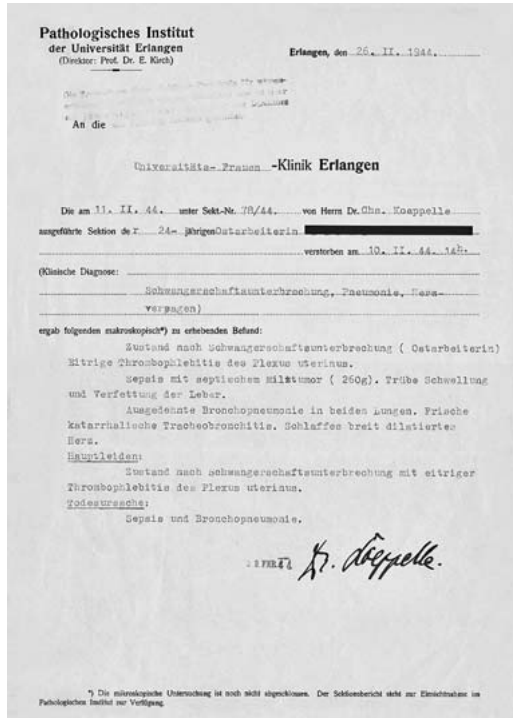 Pathologisches Institut
der Universität Erlangen
(Direktor: Prof. Dr. E. Kirch)
Erlangen, den 26. II. 1944.
An die
Universitäts-Frauen-Klinik Erlangen
Die am 11. II. 44. unter Sekt.-Nr. 78/44. von Herrn Dr. Chs. Koeppelle
ausgeführte Sektion der 24- jährigen Ostarbeiterin
verstorben am 10. II. 44. 14h.
(Klinische Diagnose:
Schwangerschaftsunterbrechung, Pneumonie, Herz-
versagen)
ergab folgenden makroskopisch*) zu erhebenden Befund:
Zustand nach Schwangerschaftsunterbrechung ( Ostarbeiterin)
Eitrige Thrombophlebitis des Plexus uterinus.
Sepsis mit septischem Milztumor ( 260g). Trübe Schwellung
und Verfettung der Leber.
Ausgedehnte Bronchopneumonie in beiden Lungen. Frische
katarrhalische Tracheobronchitis. Schlaffes breit dilatiertes
Herz.
Hauptleiden:
Zustand nach Schwangerschaftsunterbrechung mit eitriger
Thrombophlebitis des Plexus uterinus.
Todesursache:
Sepsis und Bronchopneumonie.
FEB. 44 Dr. Köppelle.
*) Die mikroskopische Untersuchung ist noch nicht abgeschlossen. Der Sektionsbericht steht zur Einsichtnahme im
Pathologischen Institut zur Verfügung.